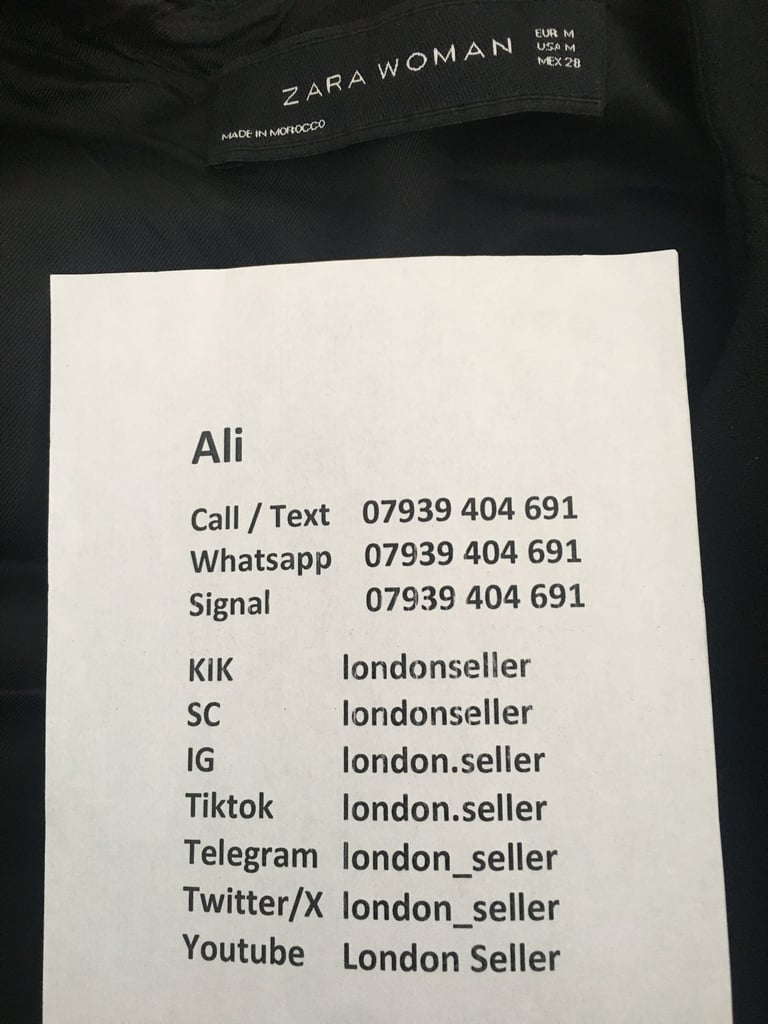 ZARA WOMAN
EUR M
USA M
MEX 28
MADE IN MOROCCO
Ali
Call / Text 07939 404 691
Whatsapp 07939 404 691
Signal 07939 404 691
KIK londonseller
SC londonseller
IG london.seller
Tiktok london.seller
Telegram london_seller
Twitter/X london_seller
Youtube London Seller